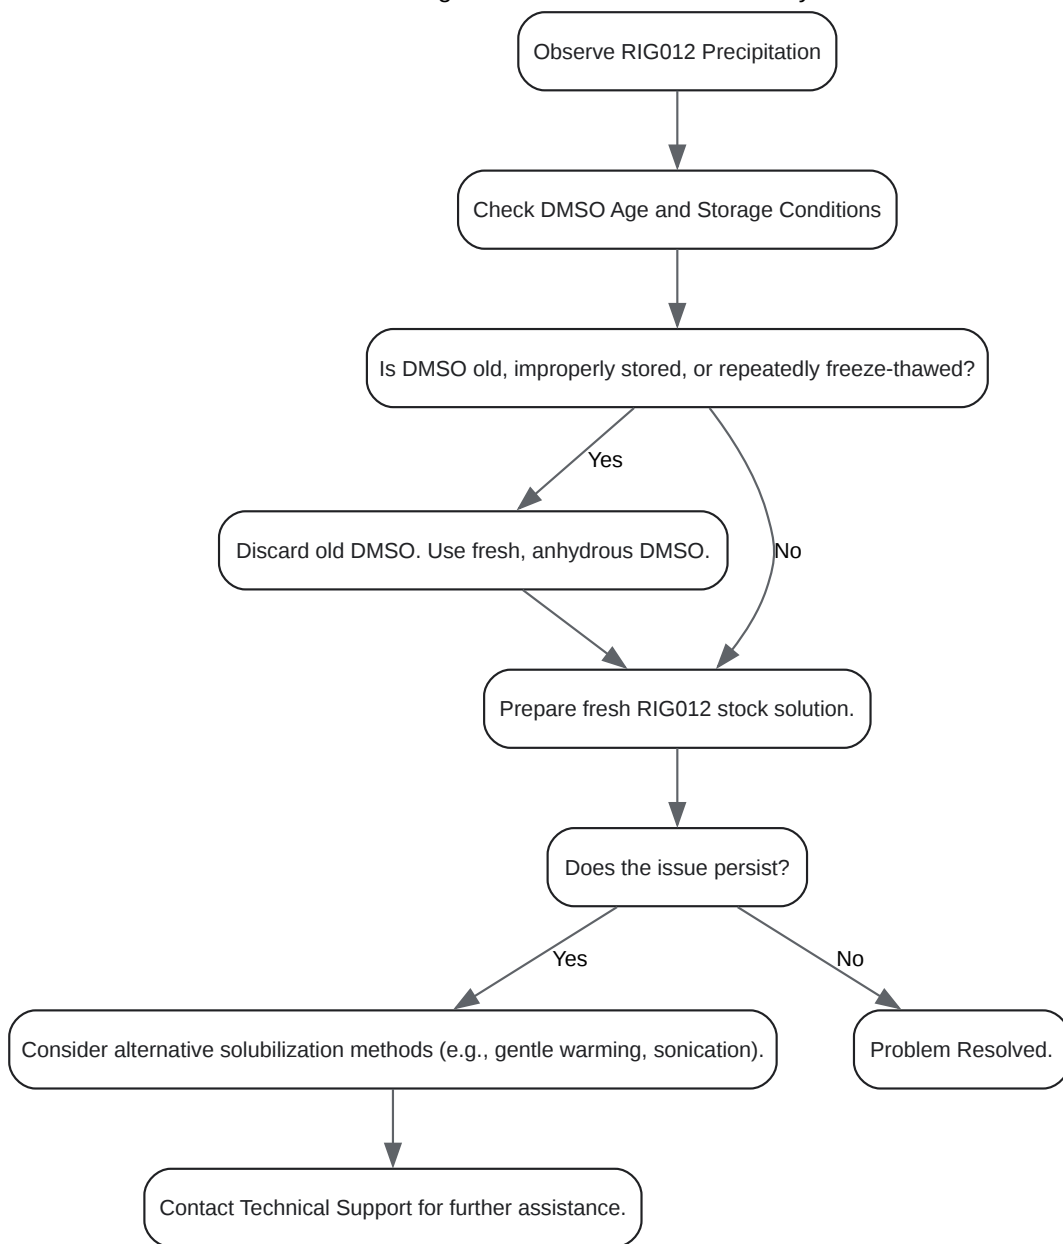 Observe RIG012 Precipitation
Check DMSO Age and Storage Conditions
Is DMSO old, improperly stored, or repeatedly freeze-thawed?
Yes
Discard old DMSO. Use fresh, anhydrous DMSO.
No
Prepare fresh RIG012 stock solution.
Does the issue persist?
Yes
No
Consider alternative solubilization methods (e.g., gentle warming, sonication).
Problem Resolved.
Contact Technical Support for further assistance.